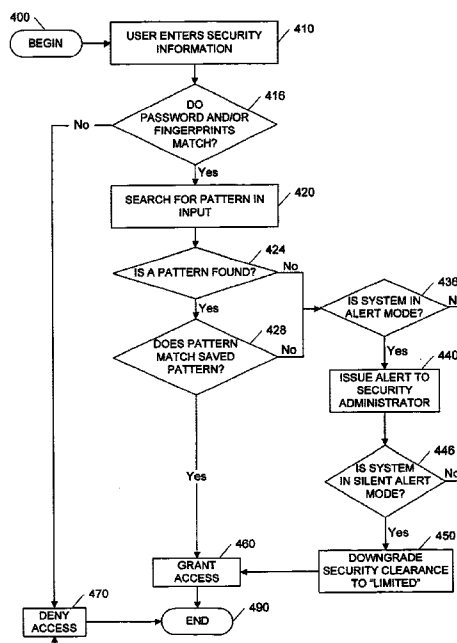 400
BEGIN
USER ENTERS SECURITY
INFORMATION
410
DO
PASSWORD AND/OR
FINGERPRINTS
MATCH?
416
No
Yes
SEARCH FOR PATTERN IN
INPUT
420
IS A PATTERN FOUND?
424
No
Yes
DOES PATTERN
MATCH SAVED
PATTERN?
428
No
IS SYSTEM IN
ALERT MODE?
436
Yes
ISSUE ALERT TO
SECURITY
ADMINISTRATOR
440
IS SYSTEM
IN SILENT ALERT
MODE?
446
No
Yes
Yes
DOWNGRADE
SECURITY CLEARANCE
TO "LIMITED"
450
GRANT
ACCESS
460
DENY
ACCESS
470
END
490